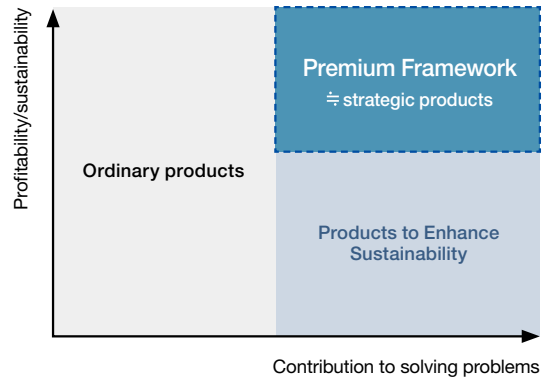 Profitability/sustainability
Premium Framework
≒ strategic products
Ordinary products
Products to Enhance
Sustainability
Contribution to solving problems